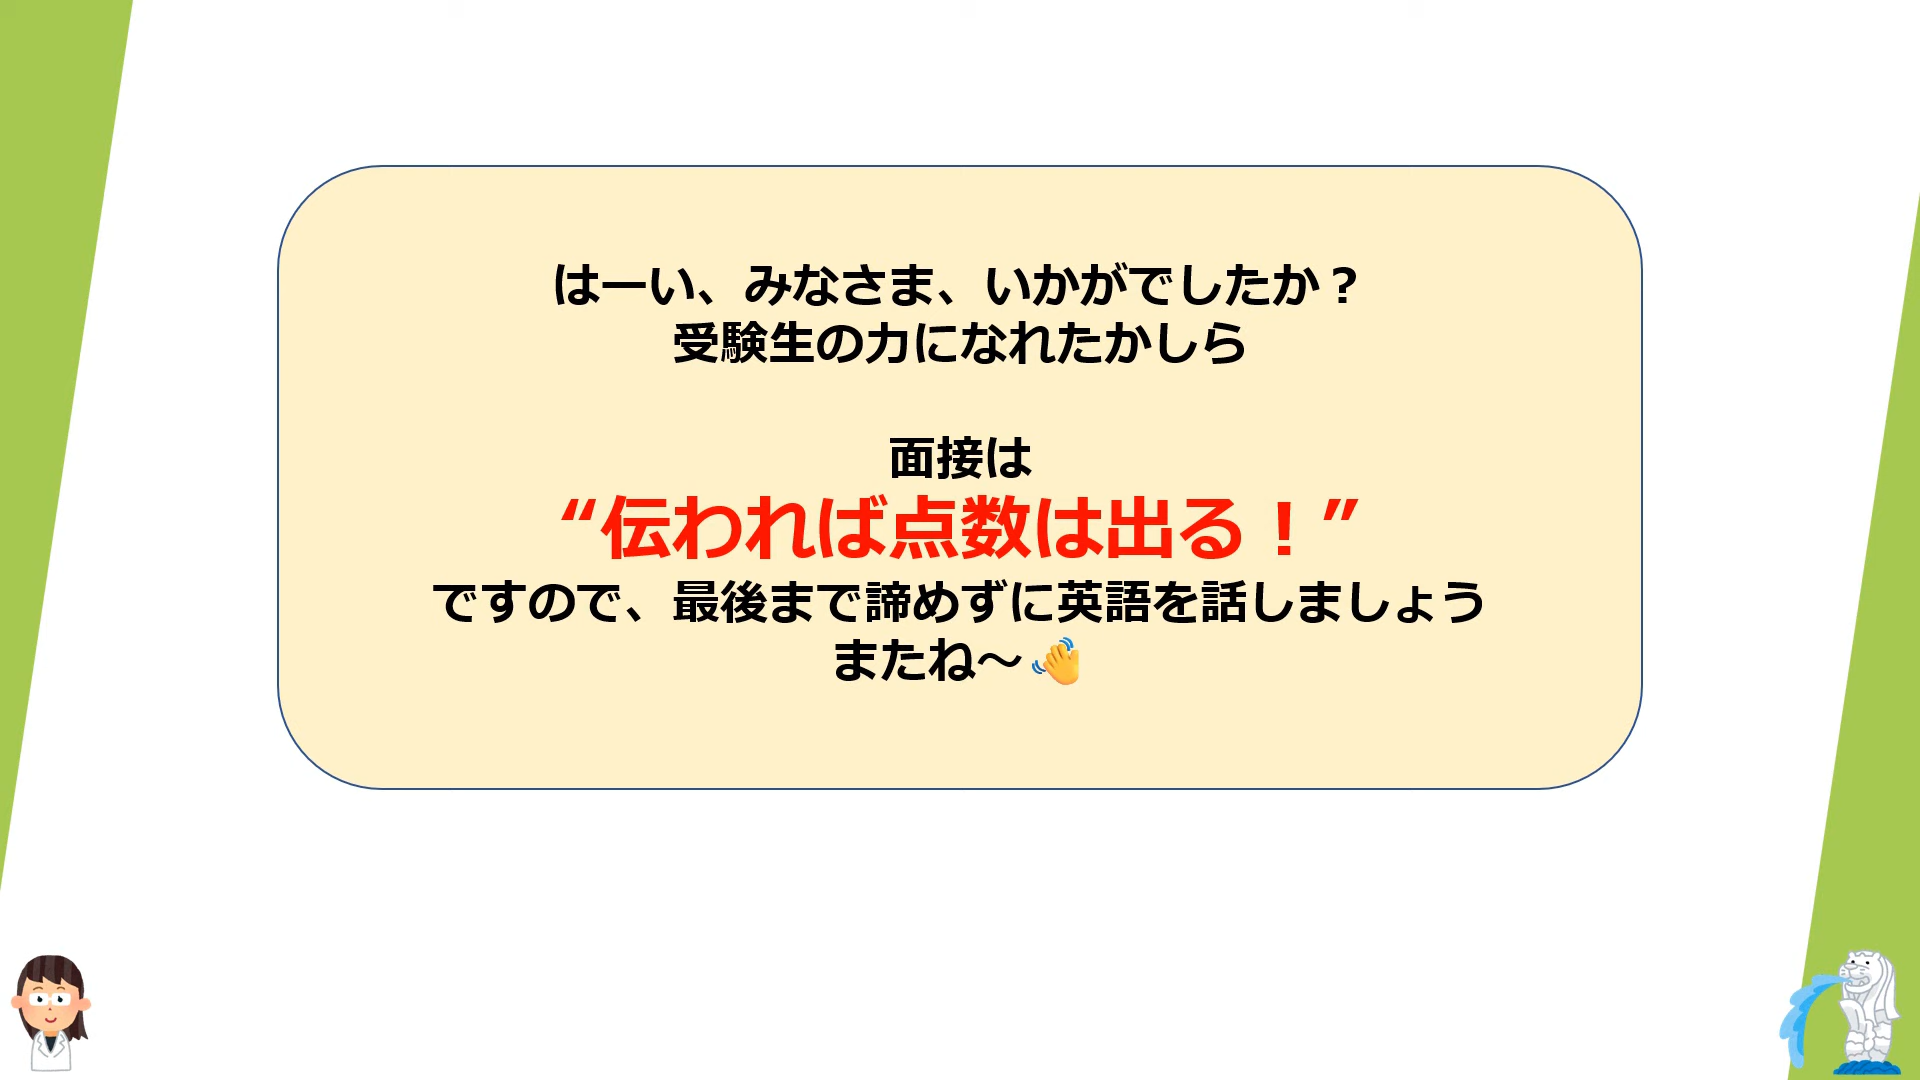 はーい、みなさま、いかがでしたか？
受験生の力になれたかしら
面接は
“伝われば点数は出る！”
ですので、最後まで諦めずに英語を話しましょう
またね～👋